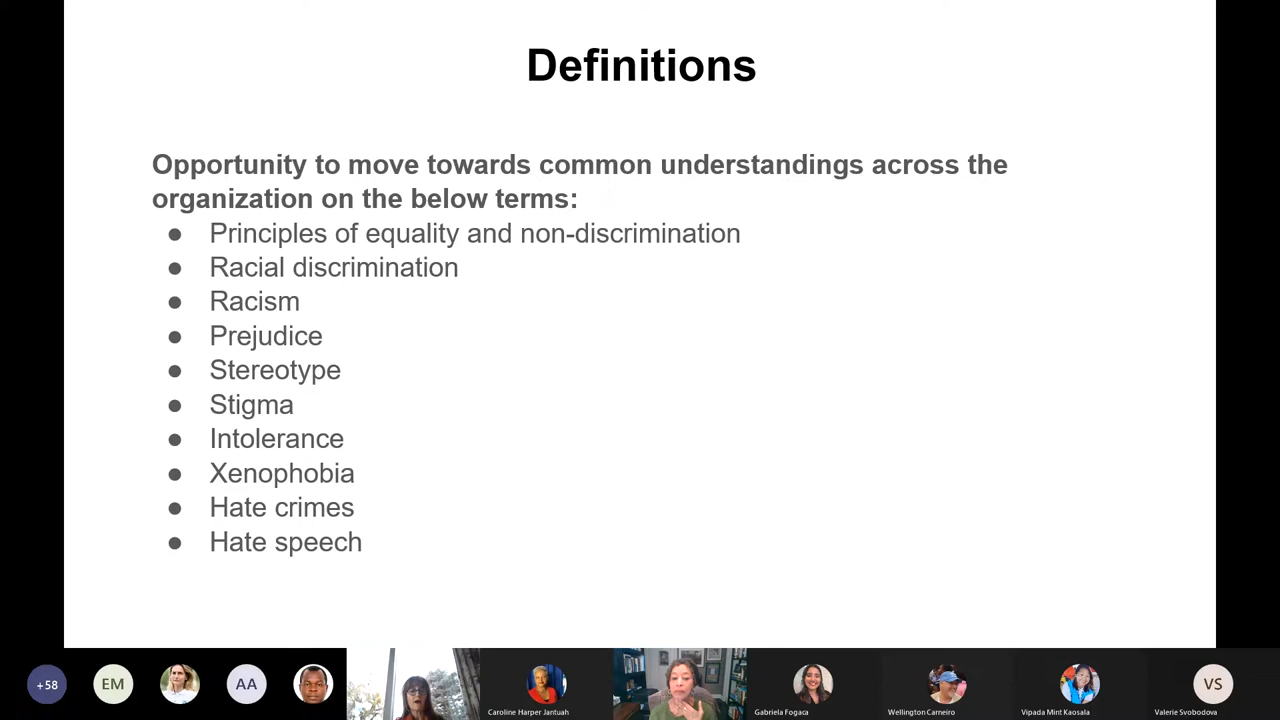 Definitions
Opportunity to move towards common understandings across the
organization on the below terms:
● Principles of equality and non-discrimination
● Racial discrimination
● Racism
● Prejudice
● Stereotype
● Stigma
● Intolerance
● Xenophobia
● Hate crimes
● Hate speech
+58
EM
AA
VS
Caroline Harper Jantuah
Gabriela Fogaca
Wellington Carneiro
Vipada Mint Kaosala
Valerie Svobodova